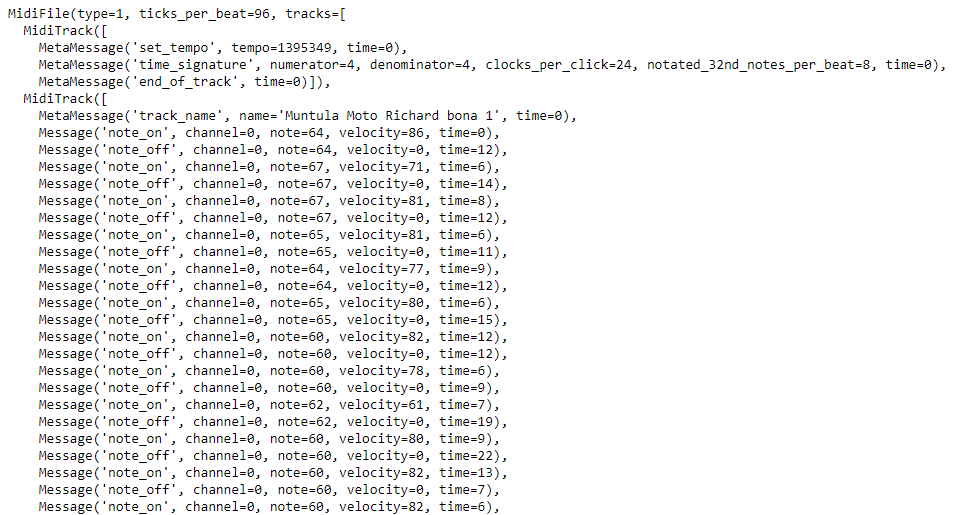 MidiFile(type=1, ticks_per_beat=96, tracks=[
  MidiTrack([
    MetaMessage('set_tempo', tempo=1395349, time=0),
    MetaMessage('time_signature', numerator=4, denominator=4, clocks_per_click=24, notated_32nd_notes_per_beat=8, time=0),
    MetaMessage('end_of_track', time=0)]),
  MidiTrack([
    MetaMessage('track_name', name='Muntula Moto Richard bona 1', time=0),
    Message('note_on', channel=0, note=64, velocity=86, time=0),
    Message('note_off', channel=0, note=64, velocity=0, time=12),
    Message('note_on', channel=0, note=67, velocity=71, time=6),
    Message('note_off', channel=0, note=67, velocity=0, time=14),
    Message('note_on', channel=0, note=67, velocity=81, time=8),
    Message('note_off', channel=0, note=67, velocity=0, time=12),
    Message('note_on', channel=0, note=65, velocity=81, time=6),
    Message('note_off', channel=0, note=65, velocity=0, time=11),
    Message('note_on', channel=0, note=64, velocity=77, time=9),
    Message('note_off', channel=0, note=64, velocity=0, time=12),
    Message('note_on', channel=0, note=65, velocity=80, time=6),
    Message('note_off', channel=0, note=65, velocity=0, time=15),
    Message('note_on', channel=0, note=60, velocity=82, time=12),
    Message('note_off', channel=0, note=60, velocity=0, time=12),
    Message('note_on', channel=0, note=60, velocity=78, time=6),
    Message('note_off', channel=0, note=60, velocity=0, time=9),
    Message('note_on', channel=0, note=62, velocity=61, time=7),
    Message('note_off', channel=0, note=62, velocity=0, time=19),
    Message('note_on', channel=0, note=60, velocity=80, time=9),
    Message('note_off', channel=0, note=60, velocity=0, time=22),
    Message('note_on', channel=0, note=60, velocity=82, time=13),
    Message('note_off', channel=0, note=60, velocity=0, time=7),
    Message('note_on', channel=0, note=60, velocity=82, time=6),